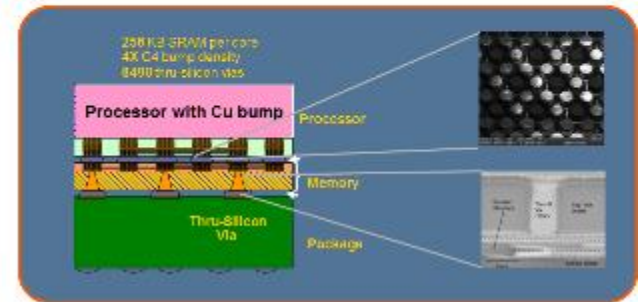 256 KB SRAM per core
4X C4 bump density
8490 thru-silicon vias
Processor with Cu bump
Processor
Memory
Thru-Silicon
Via
Package